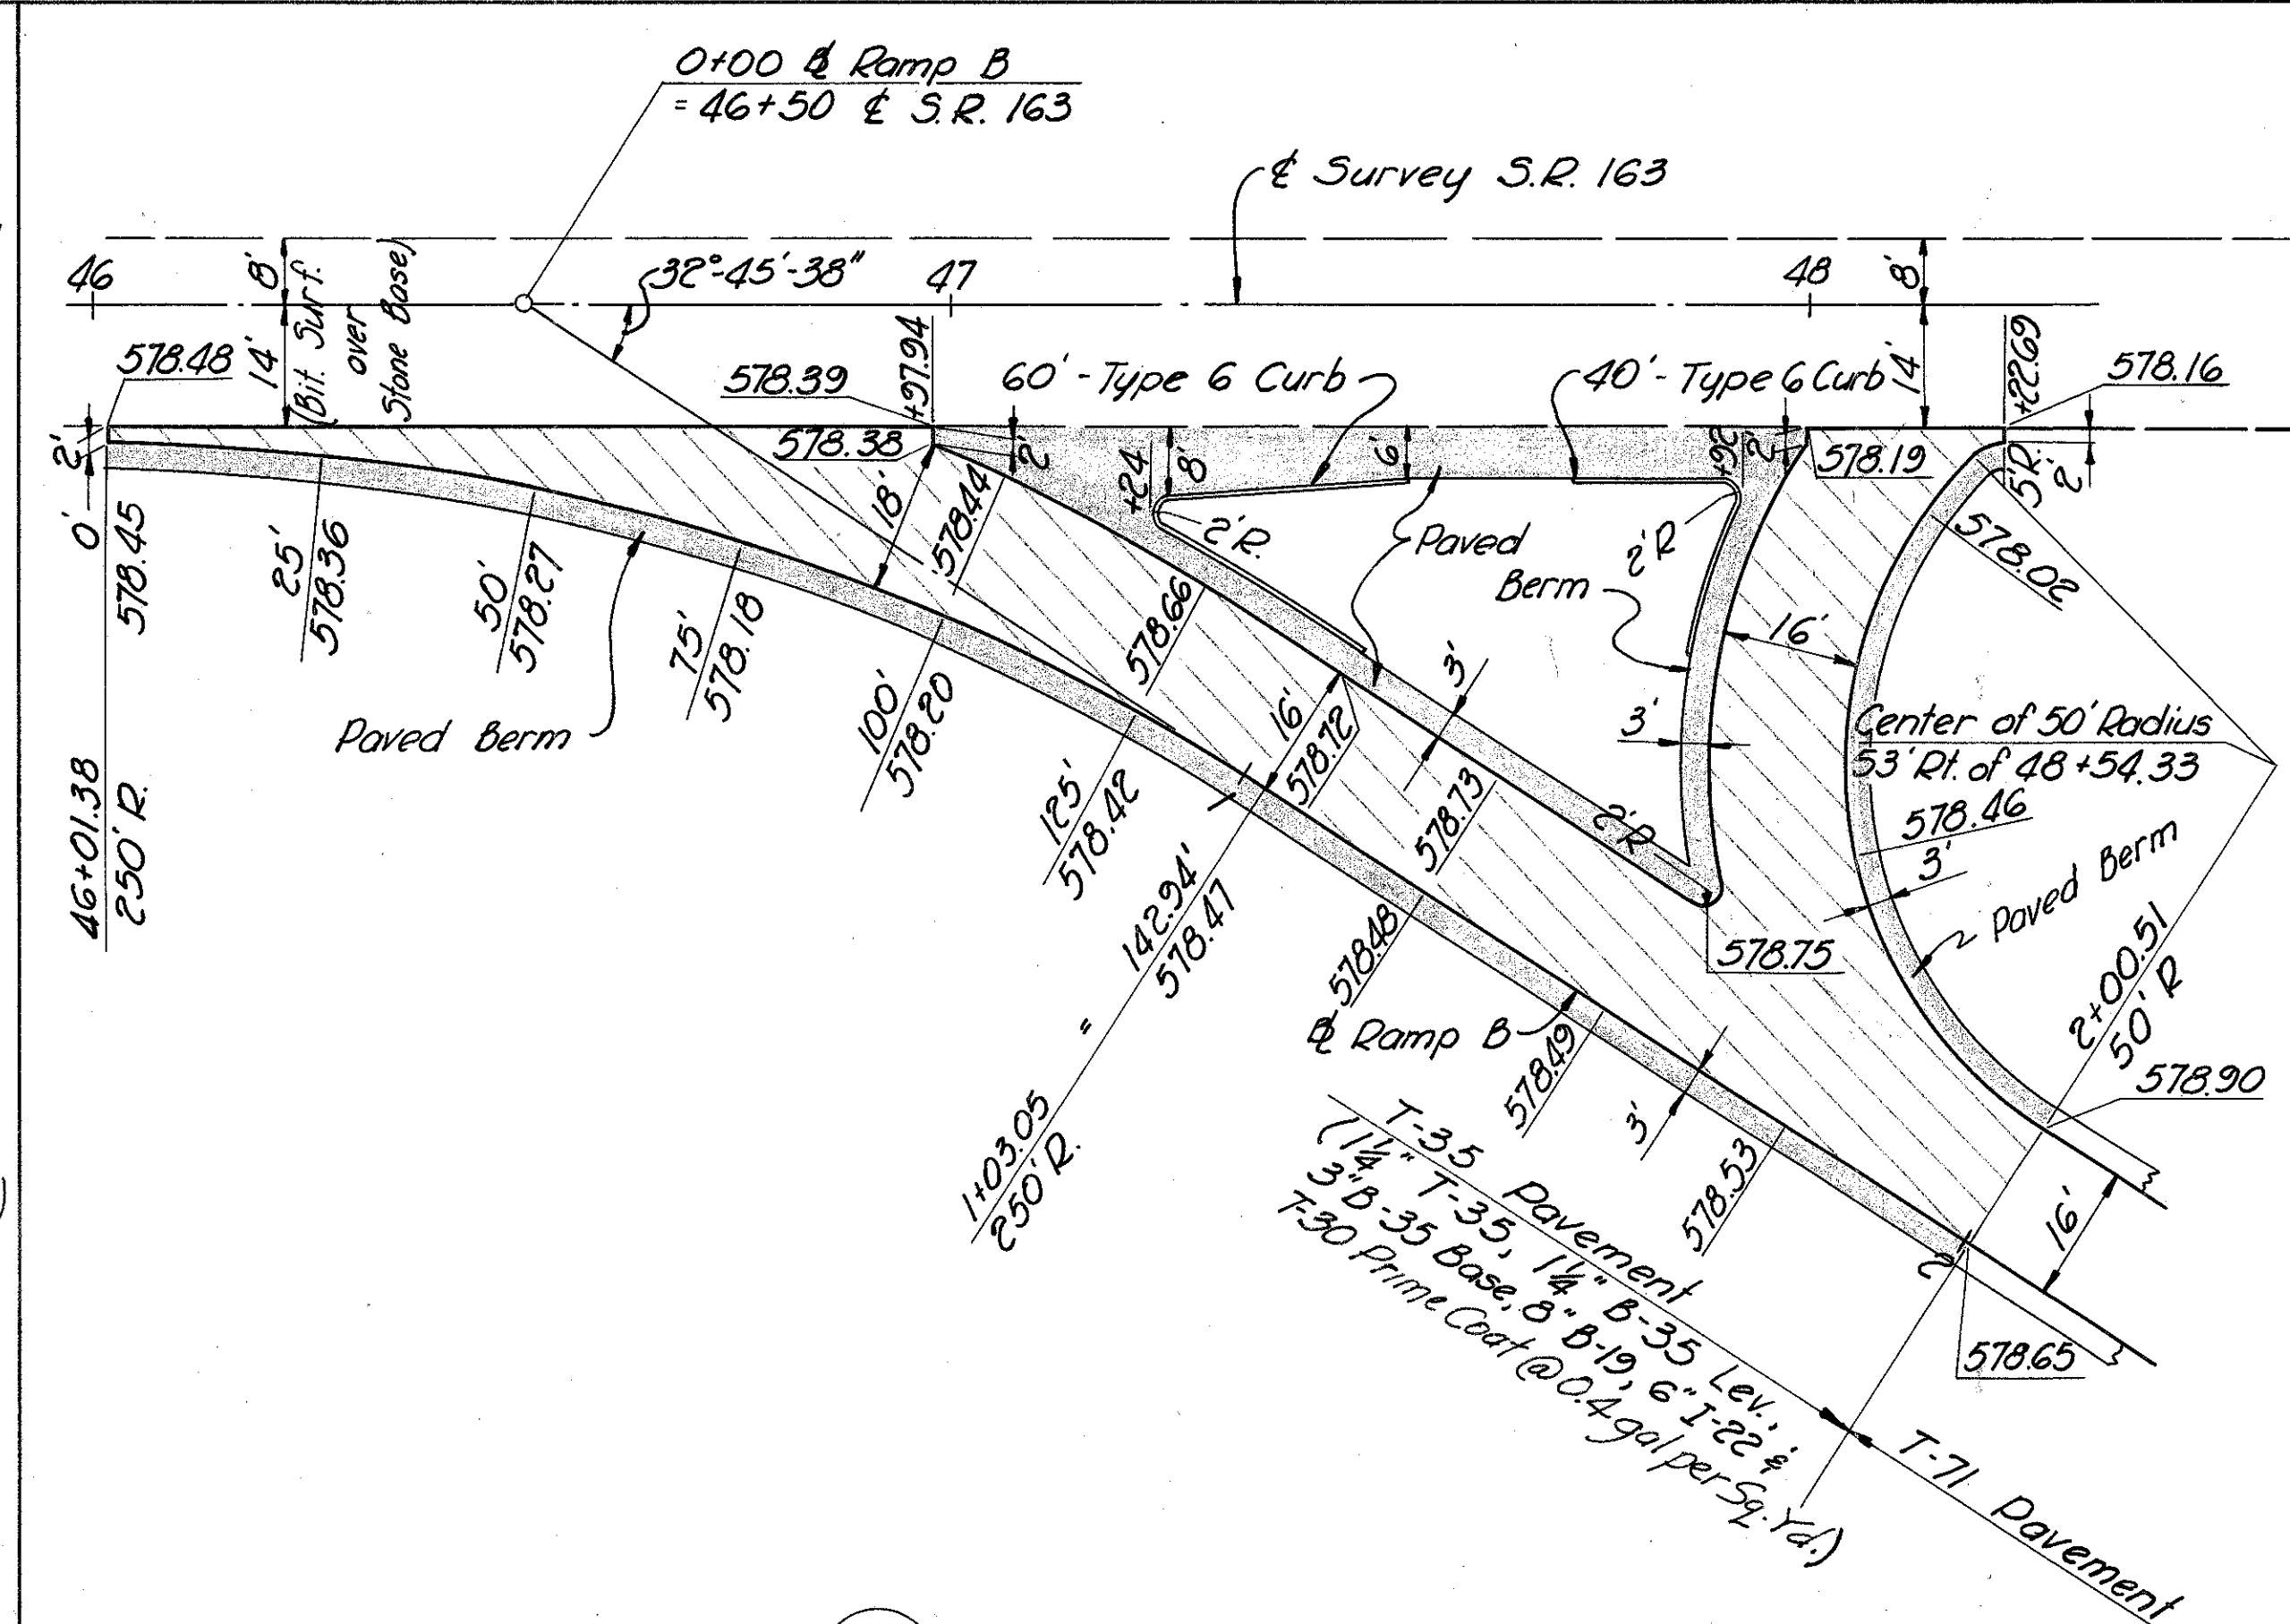 0+00 ⅊ Ramp B
= 46+50 ℄ S.R. 163
℄ Survey S.R. 163
46
8'
(Bit. Surf.
over
Stone Base)
32°-45'-38"
47
48
8'
578.48
14'
578.39
+97.94
60' - Type 6 Curb
40' - Type 6 Curb
14'
+22.69
578.16
2'
578.38
2'
+24
8'
6'
+92
2'
578.19
5'R.
2'
0'
578.45
25'
578.36
50'
578.27
75'
578.18
18'
578.44
2'R.
Paved
Berm
2'R
578.02
100'
578.20
578.66
16'
Paved Berm
125'
578.42
16'
578.72
3'
3'
Center of 50' Radius
53' Rt. of 48+54.33
46+01.38
250' R.
142.94'
578.47
=
578.73
2'R
578.46
3'
Paved Berm
578.48
578.75
2+00.51
50' R
⅊ Ramp B
578.49
578.90
1+03.05
250' R.
3'
578.53
16'
2
578.65
T-35 Pavement
(1¼" T-35, 1¼" B-35 Lev.,
3" B-35 Base, 8" B-19, 6" I-22 &
T-30 Prime Coat @ 0.4 gal per Sq. Yd.)
T-71 Pavement